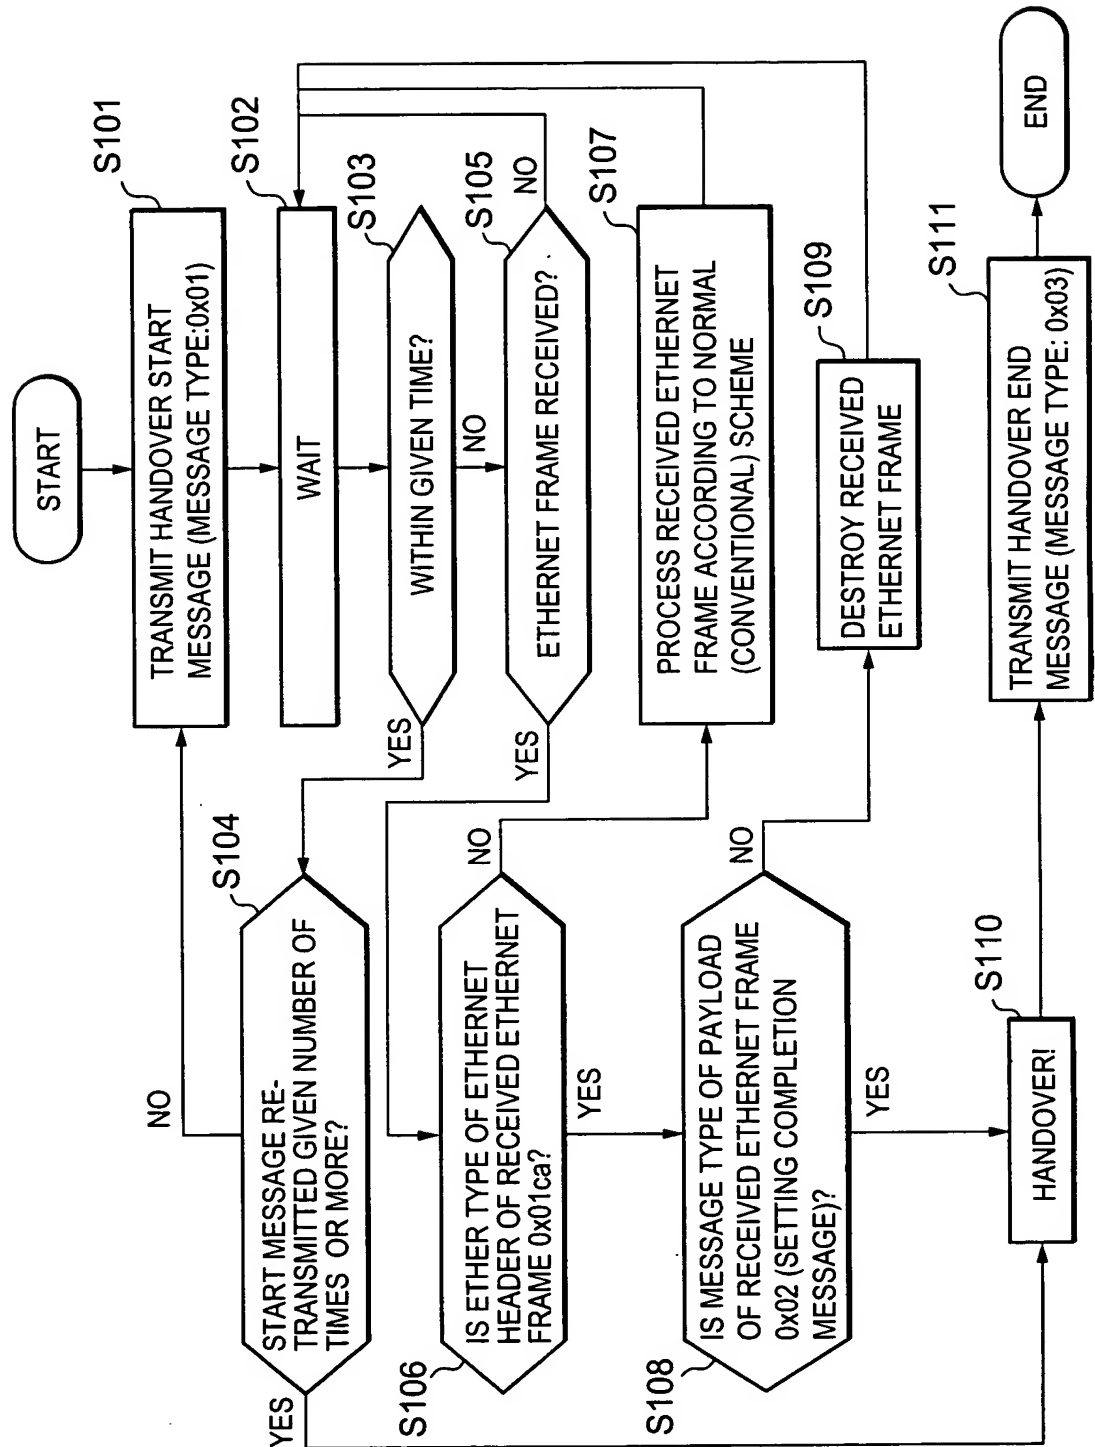 START
S101
TRANSMIT HANDOVER START
MESSAGE (MESSAGE TYPE:0x01)
S102
WAIT
S103
WITHIN GIVEN TIME?
YES
NO
S104
START MESSAGE RE-
TRANSMITTED GIVEN NUMBER OF
TIMES OR MORE?
NO
YES
S105
ETHERNET FRAME RECEIVED?
NO
YES
S106
IS ETHER TYPE OF ETHERNET
HEADER OF RECEIVED ETHERNET
FRAME 0x01ca?
NO
YES
S107
PROCESS RECEIVED ETHERNET
FRAME ACCORDING TO NORMAL
(CONVENTIONAL) SCHEME
S108
IS MESSAGE TYPE OF PAYLOAD
OF RECEIVED ETHERNET FRAME
0x02 (SETTING COMPLETION
MESSAGE)?
NO
YES
S109
DESTROY RECEIVED
ETHERNET FRAME
S110
HANDOVER!
S111
TRANSMIT HANDOVER END
MESSAGE (MESSAGE TYPE: 0x03)
END